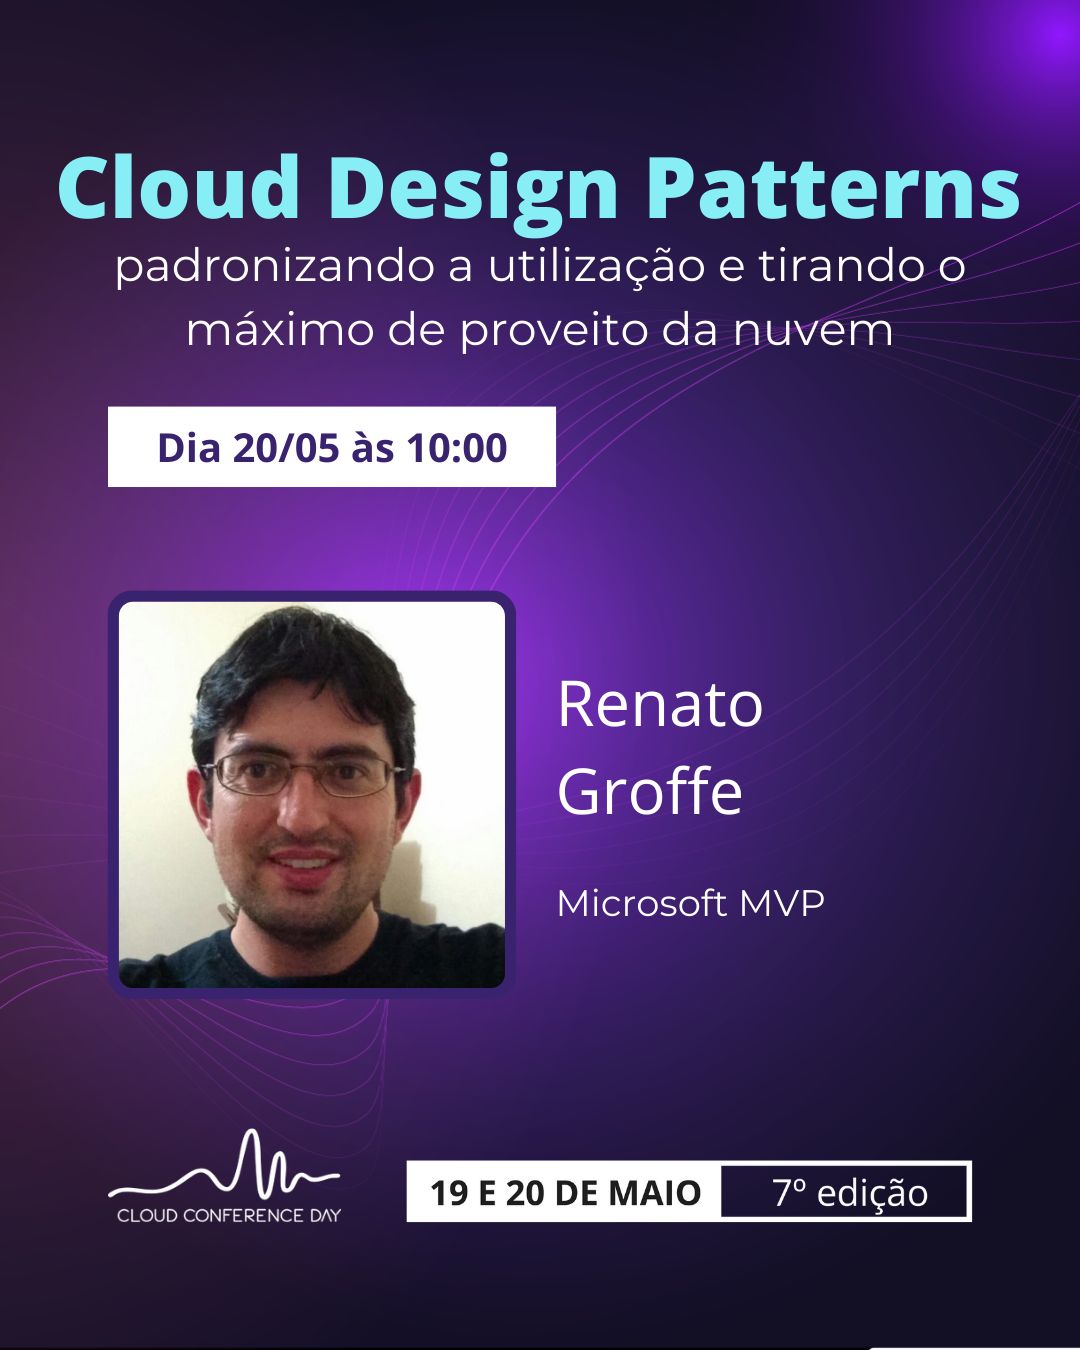 Cloud Design Patterns
padronizando a utilização e tirando o
máximo de proveito da nuvem
Dia 20/05 às 10:00
Renato
Groffe
Microsoft MVP
CLOUD CONFERENCE DAY
19 E 20 DE MAIO
7º edição